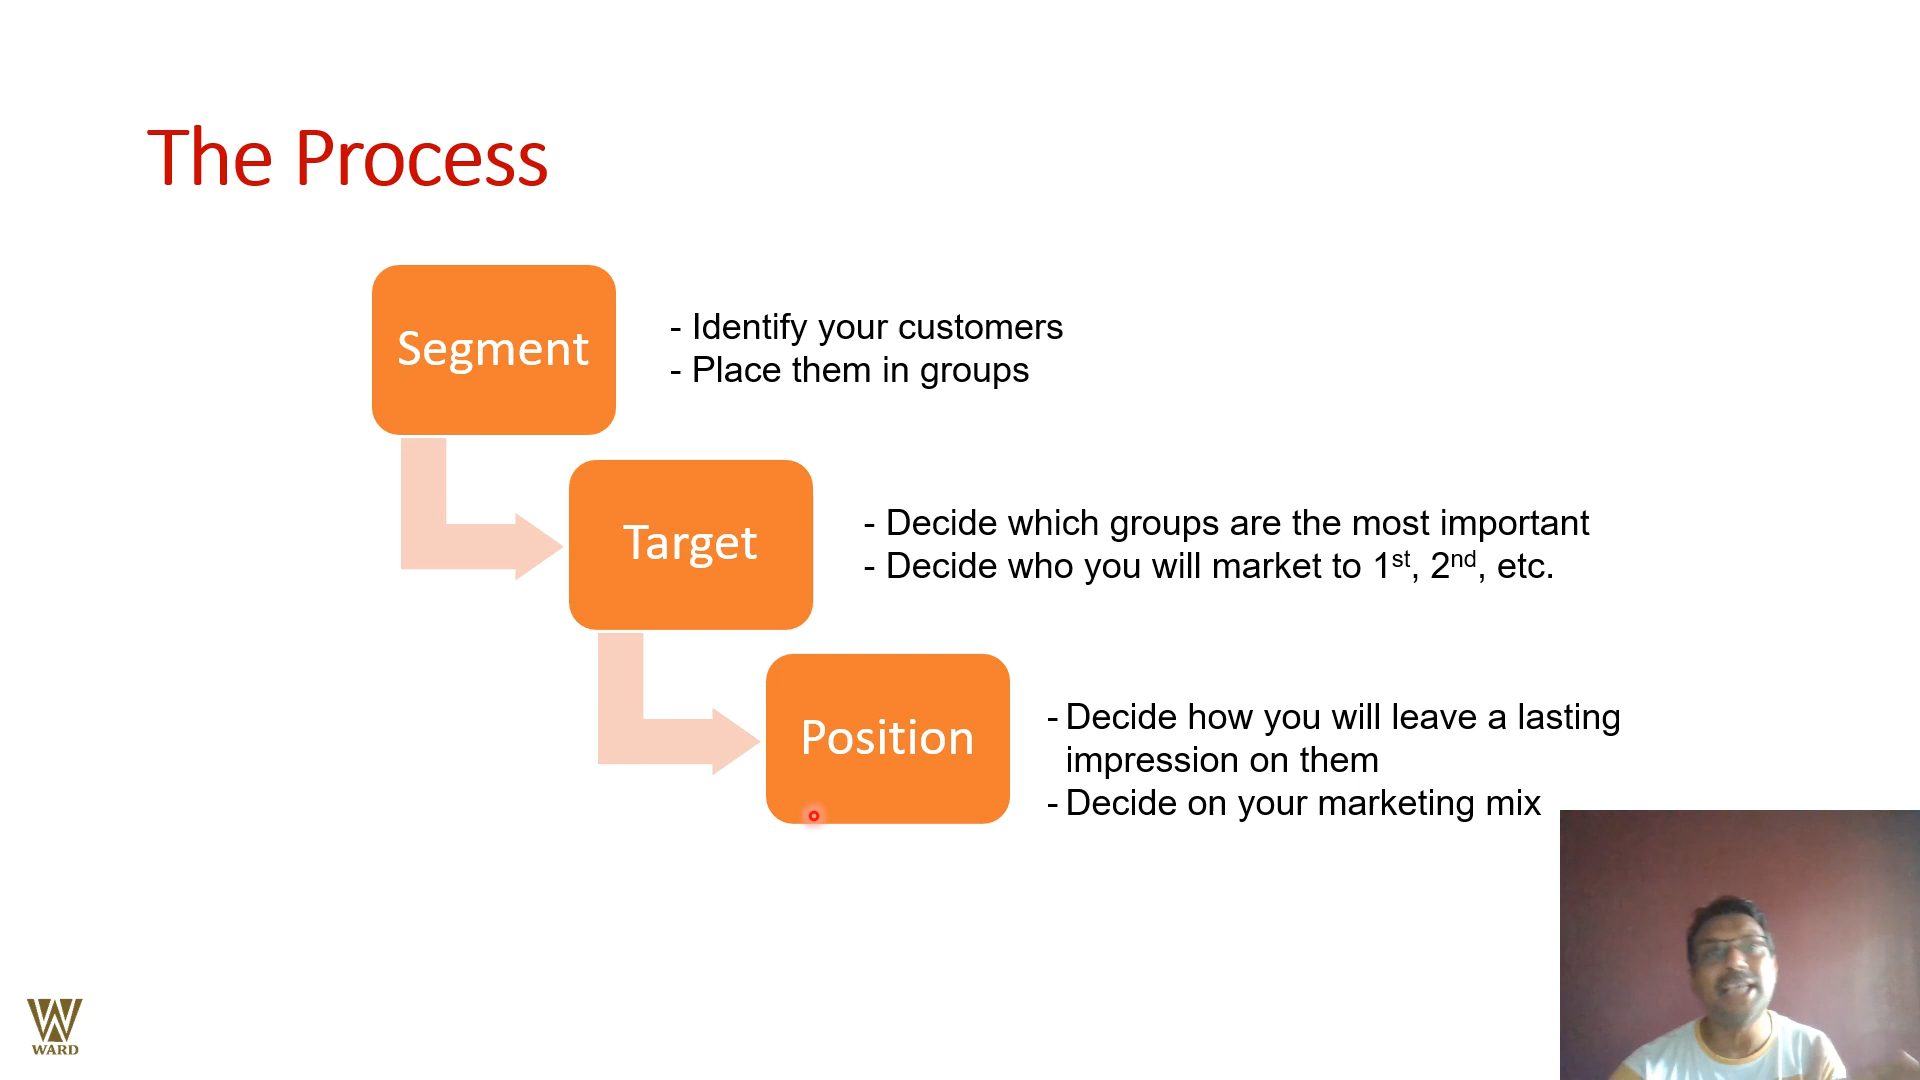 The Process
Segment
- Identify your customers
- Place them in groups
Target
- Decide which groups are the most important
- Decide who you will market to 1st, 2nd, etc.
Position
- Decide how you will leave a lasting
impression on them
- Decide on your marketing mix
WARD